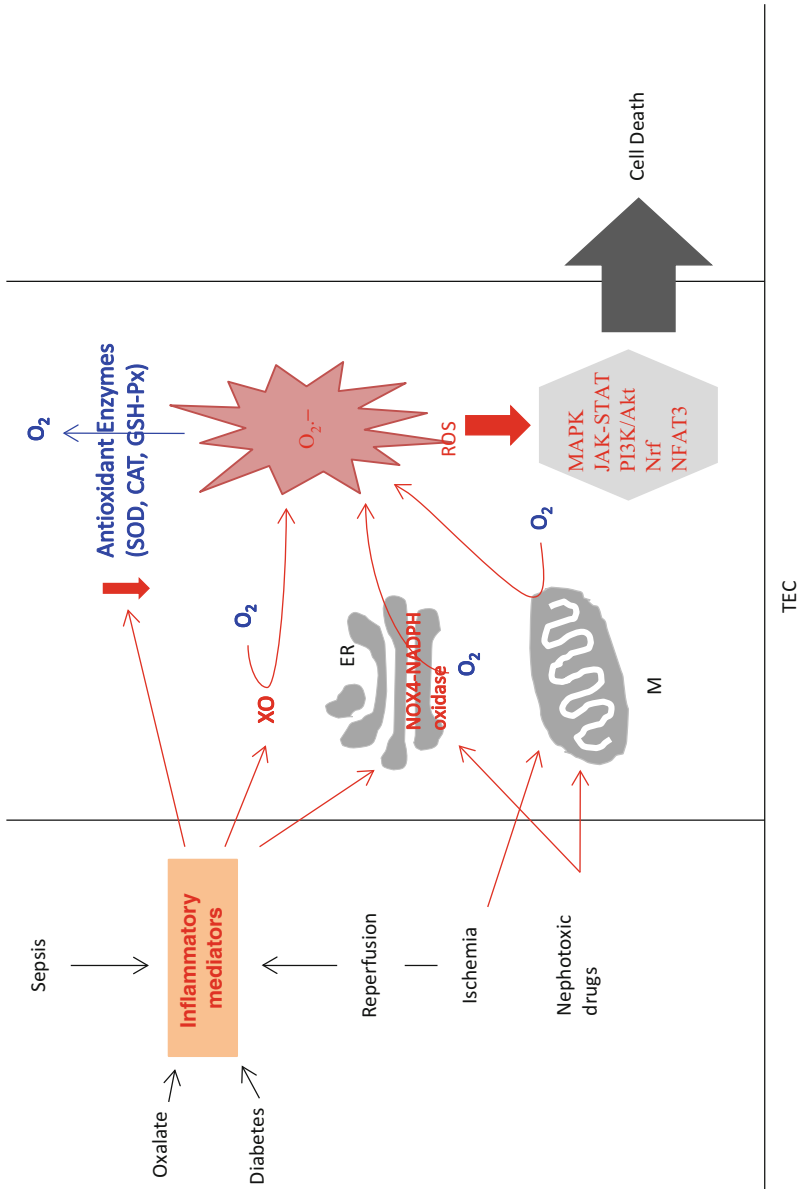 Sepsis
Oxalate
Diabetes
Inflammatory
mediators
Reperfusion
Ischemia
Nephotoxic
drugs
O₂
Antioxidant Enzymes
(SOD, CAT, GSH-Px)
XO
O₂
ER
NOX4-NADPH
oxidase
O₂
M
O₂
O₂.–
ROS
MAPK
JAK-STAT
PI3K/Akt
Nrf
NFAT3
Cell Death
TEC